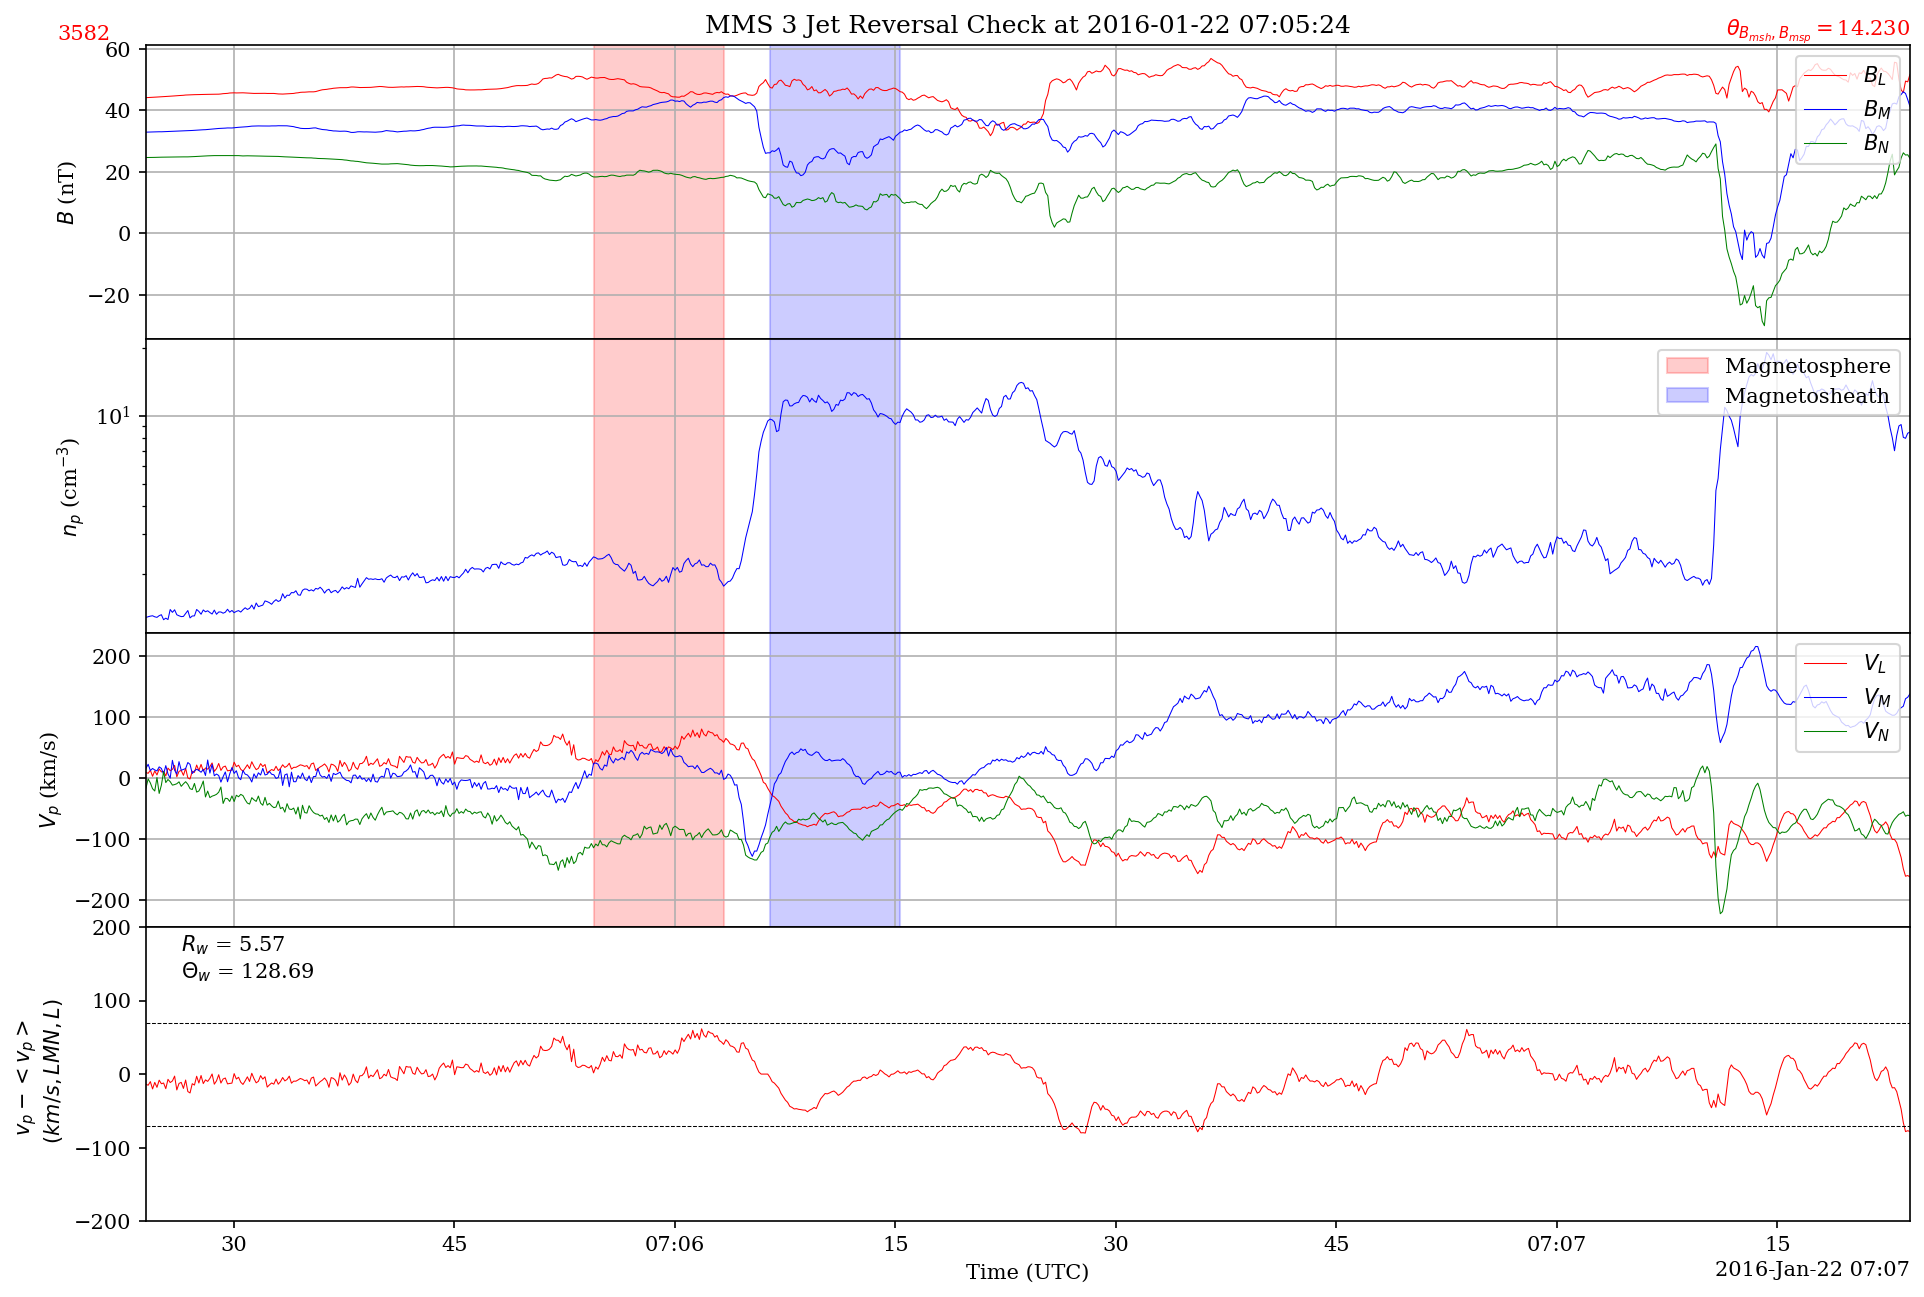 MMS 3 Jet Reversal Check at 2016-01-22 07:05:24
3582
θ_{B_{msh}, B_{msp}} = 14.230
60
40
20
0
−20
B (nT)
B_L
B_M
B_N
10^1
n_p (cm^{−3})
Magnetosphere
Magnetosheath
200
100
0
−100
−200
V_p (km/s)
V_L
V_M
V_N
200
100
0
−100
−200
v_p − < v_p >
(km/s, LMN, L)
R_w = 5.57
Θ_w = 128.69
30 45 07:06 15 30 45 07:07 15
Time (UTC)
2016-Jan-22 07:07